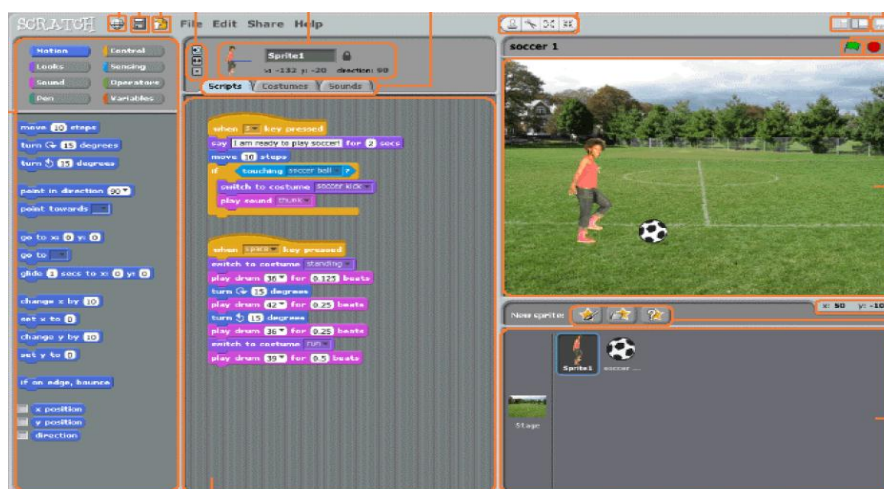 SCRATCH File Edit Share Help
Motion Control
Looks Sensing
Sound Operators
Pen Variables
move 10 steps
turn 15 degrees
turn 15 degrees
point in direction 90
point towards
go to x: 0 y: 0
go to
glide 1 secs to x: 0 y: 0
change x by 10
set x to 0
change y by 10
set y to 0
if on edge, bounce
x position
y position
direction
Sprite1
x: -132 y: -20 direction: 90
Scripts Costumes Sounds
when key pressed
say I am ready to play soccer! for 2 secs
move 10 steps
if touching soccer ball ?
switch to costume soccer kick
play sound thunk
when space key pressed
switch to costume standing
play drum 36 for 0.125 beats
turn 15 degrees
play drum 42 for 0.25 beats
turn 15 degrees
play drum 36 for 0.25 beats
switch to costume run
play drum 39 for 0.5 beats
soccer 1
x: 50 y: -10
New sprite:
Sprite1 soccer ...
Stage